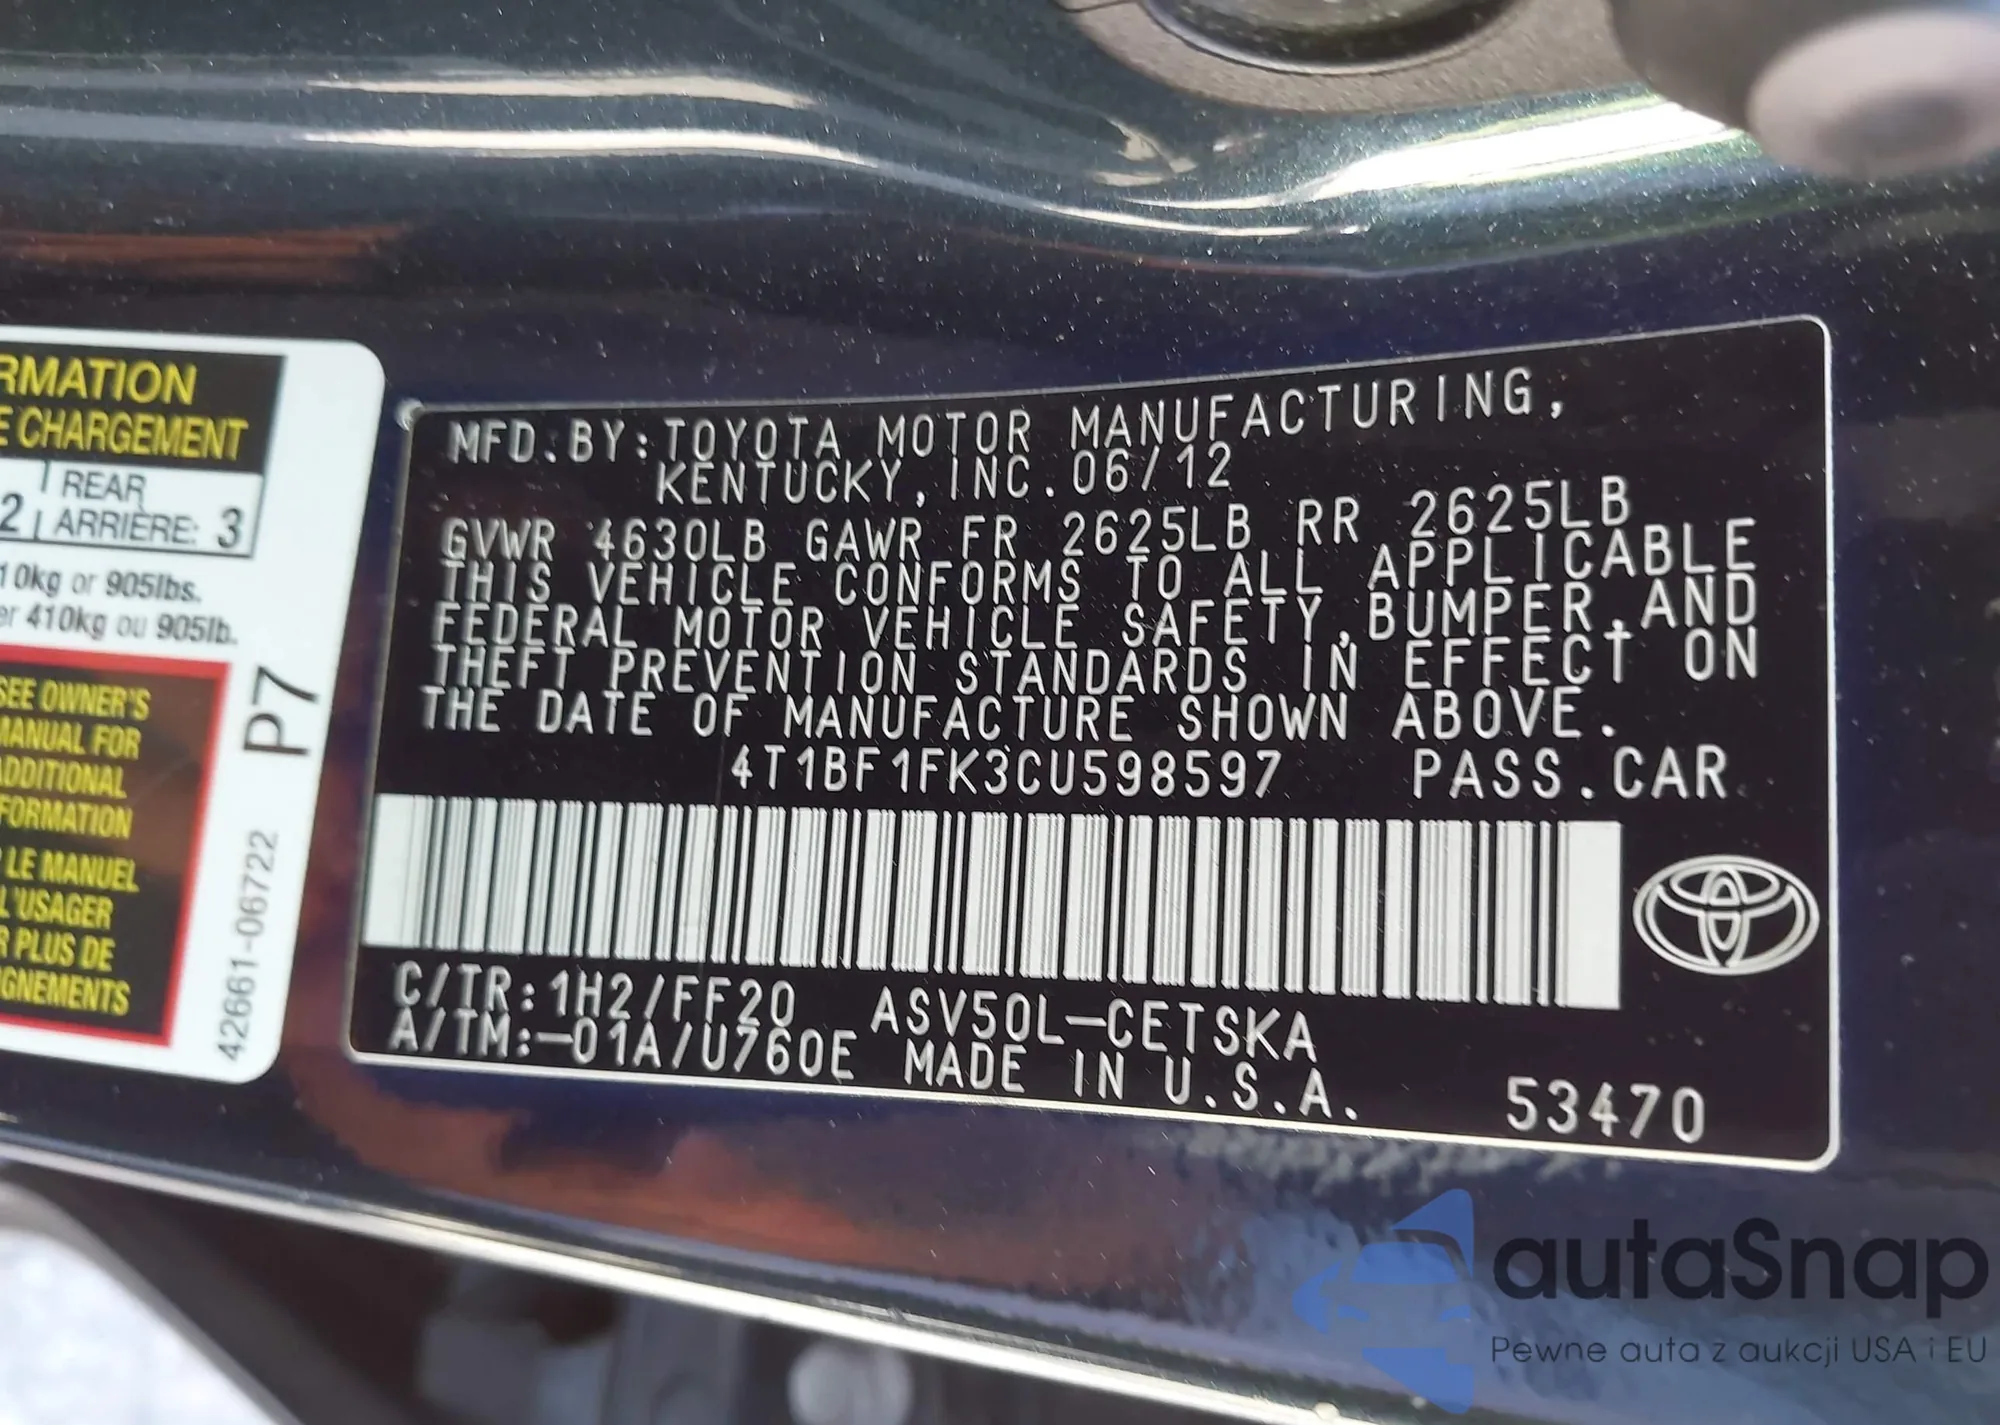 RMATION
E CHARGEMENT
2 REAR
ARRIÈRE: 3
10kg or 905lbs.
er 410kg ou 905lb.
SEE OWNER'S
MANUAL FOR
ADDITIONAL
FORMATION
LE MANUEL
L'USAGER
R PLUS DE
IGNEMENTS
P7
42661-06722
MFD.BY:TOYOTA MOTOR MANUFACTURING,
KENTUCKY,INC.06/12
GVWR 4630LB GAWR FR 2625LB RR 2625LB
THIS VEHICLE CONFORMS TO ALL APPLICABLE
FEDERAL MOTOR VEHICLE SAFETY,BUMPER,AND
THEFT PREVENTION STANDARDS IN EFFECT ON
THE DATE OF MANUFACTURE SHOWN ABOVE.
4T1BF1FK3CU598597 PASS.CAR
C/TR:1H2/FF20 ASV50L-CETSKA
A/TM:-01A/U760E MADE IN U.S.A.
53470
autaSnap
Pewne auta z aukcji USA i EU